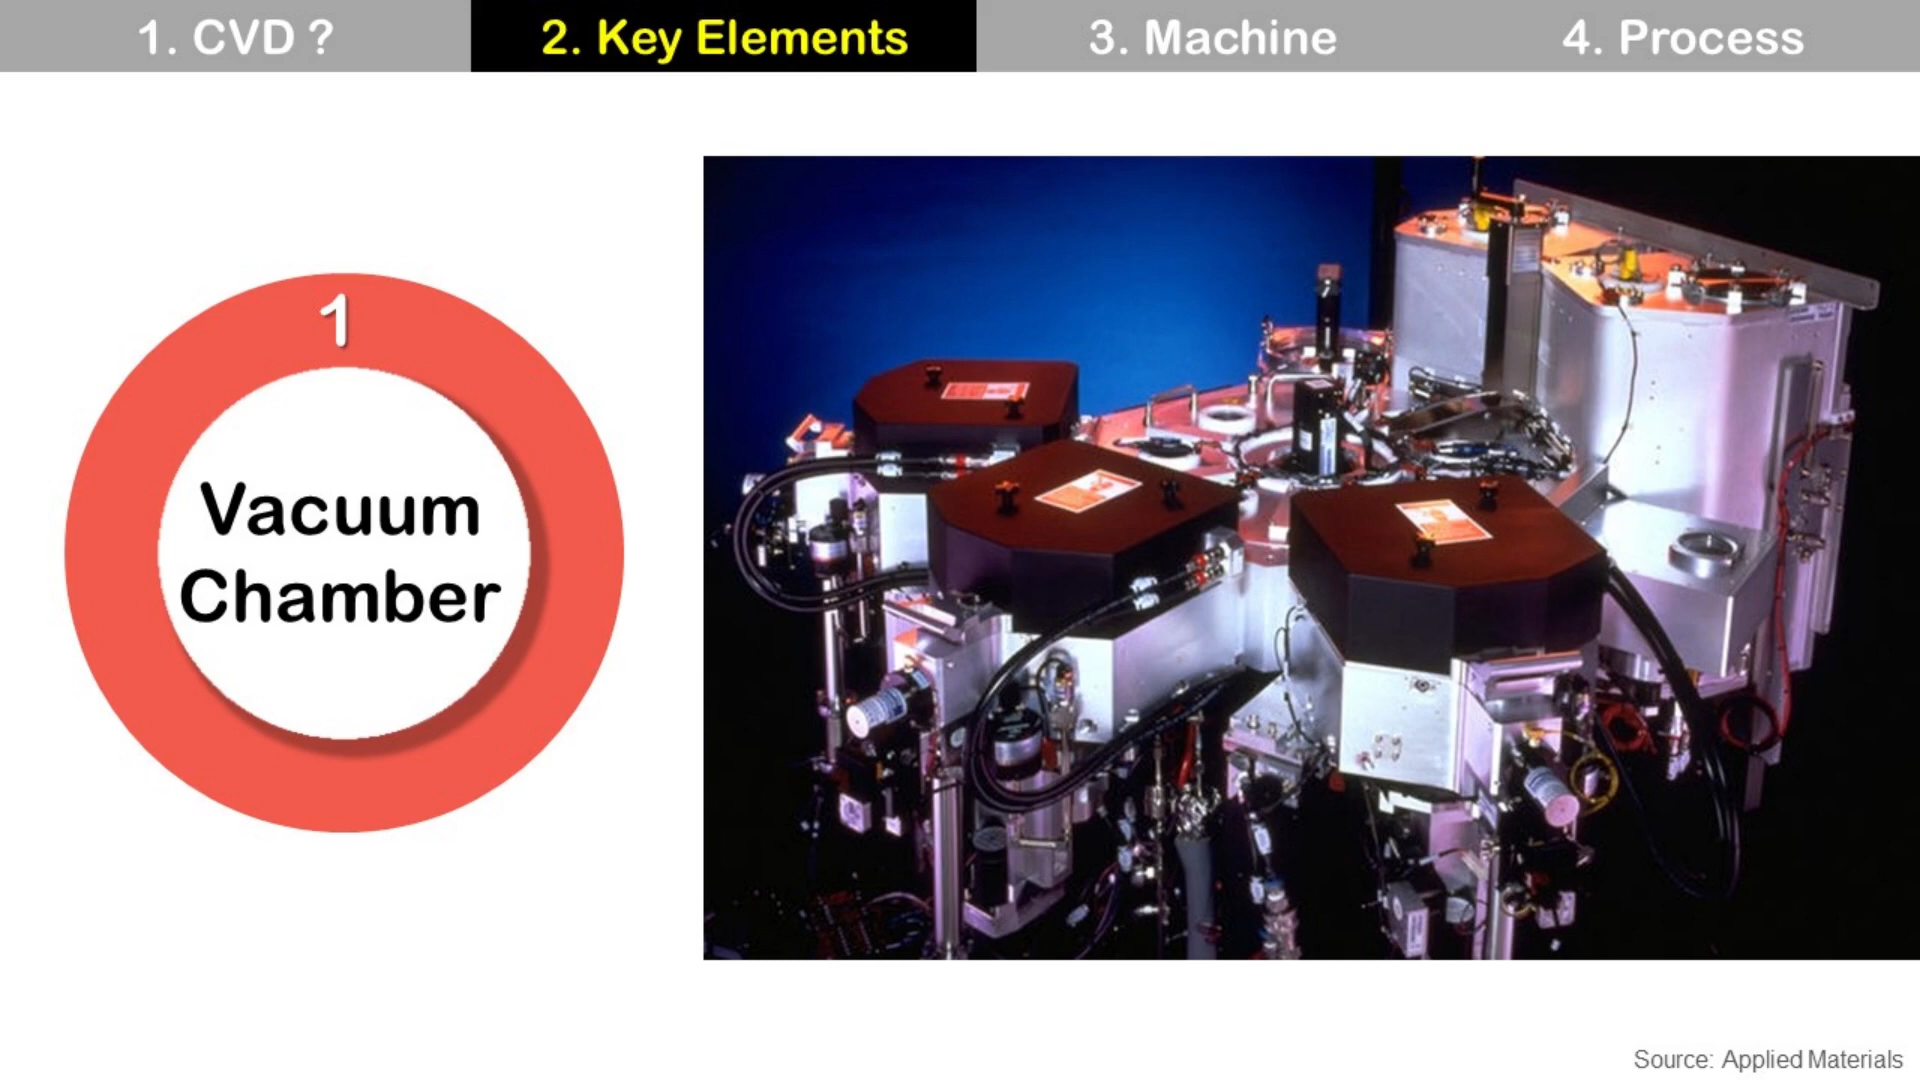 1. CVD ?
2. Key Elements
3. Machine
4. Process
1
Vacuum
Chamber
Source: Applied Materials